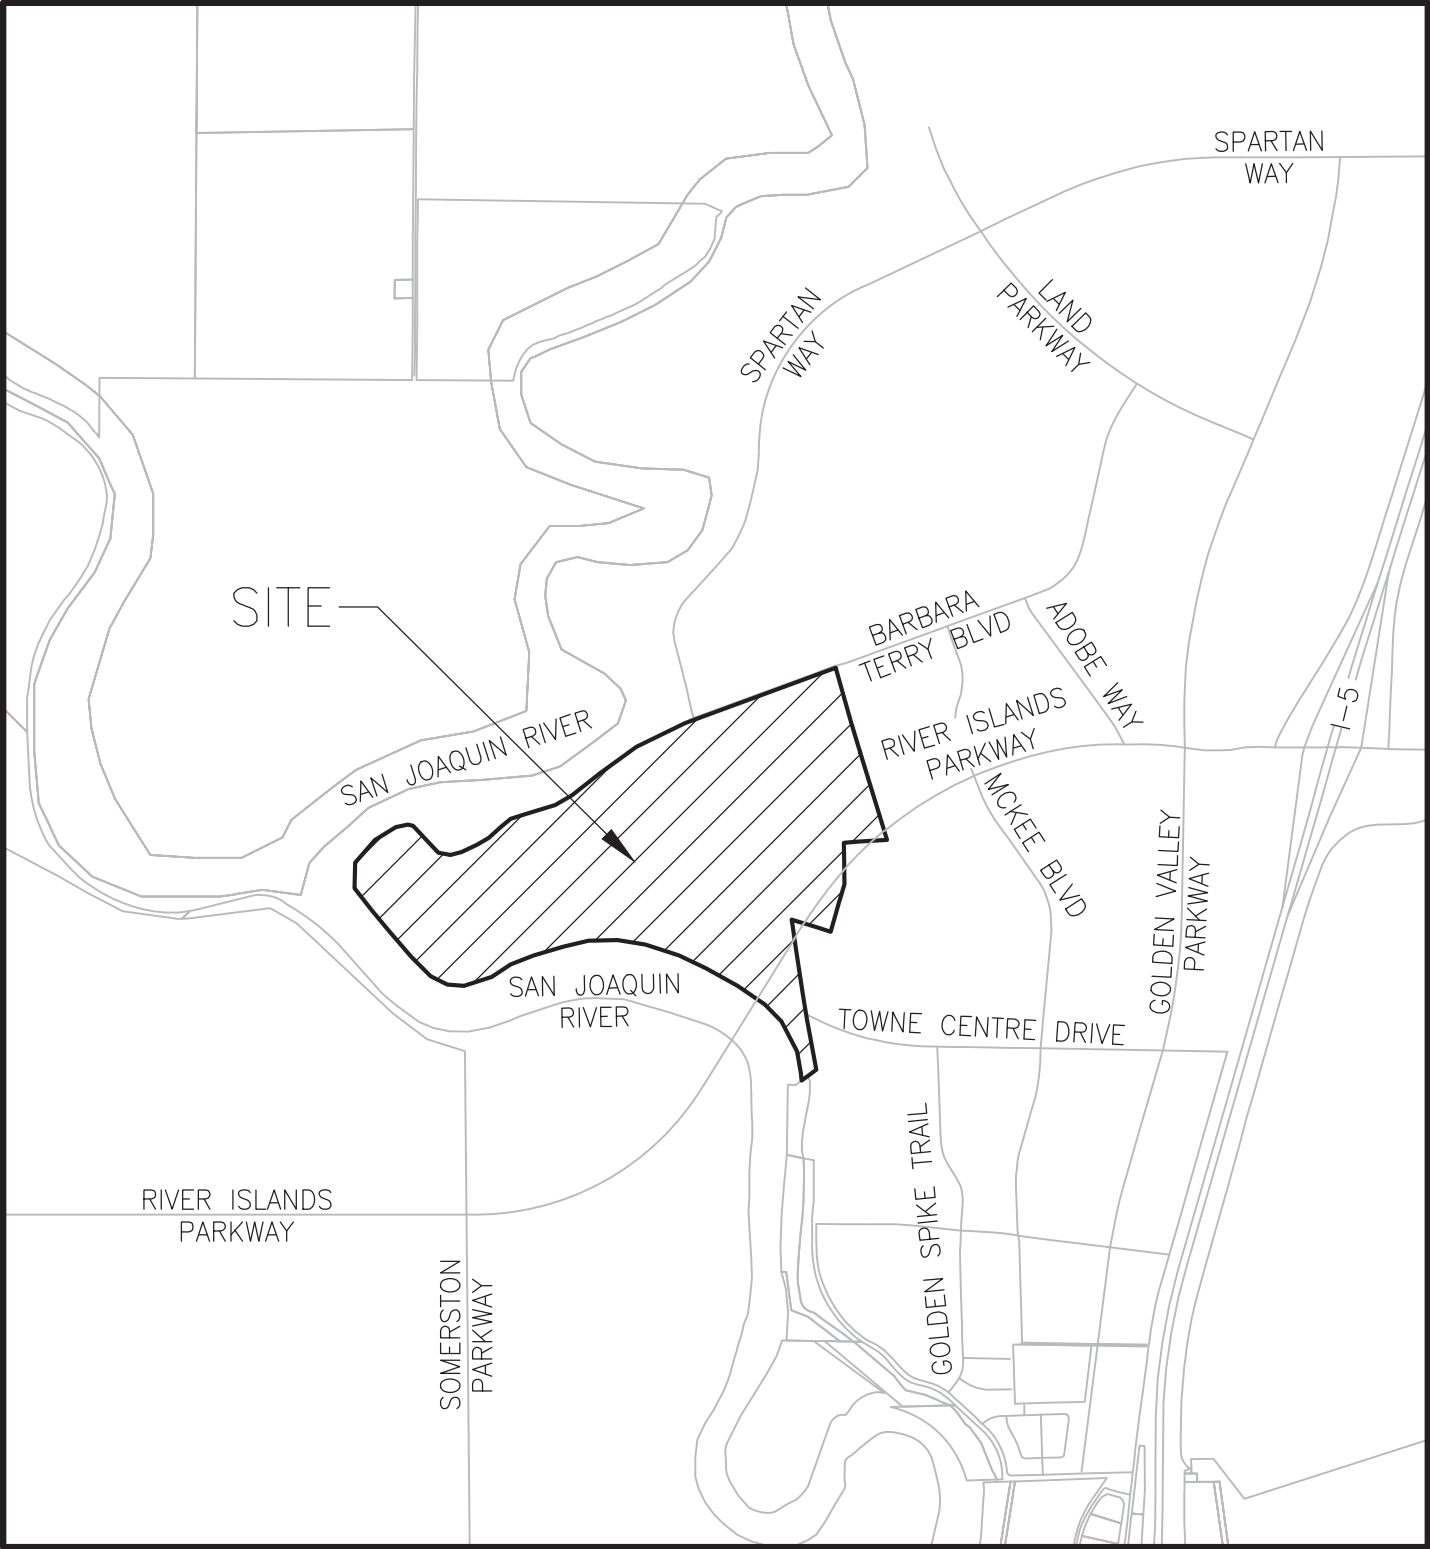 SPARTAN
WAY
SPARTAN
WAY
LAND
PARKWAY
SITE
BARBARA
TERRY BLVD
ADOBE WAY
RIVER ISLANDS
PARKWAY
I-5
SAN JOAQUIN RIVER
MCKEE BLVD
GOLDEN VALLEY
PARKWAY
SAN JOAQUIN
RIVER
TOWNE CENTRE DRIVE
GOLDEN SPIKE TRAIL
RIVER ISLANDS
PARKWAY
SOMERSTON
PARKWAY